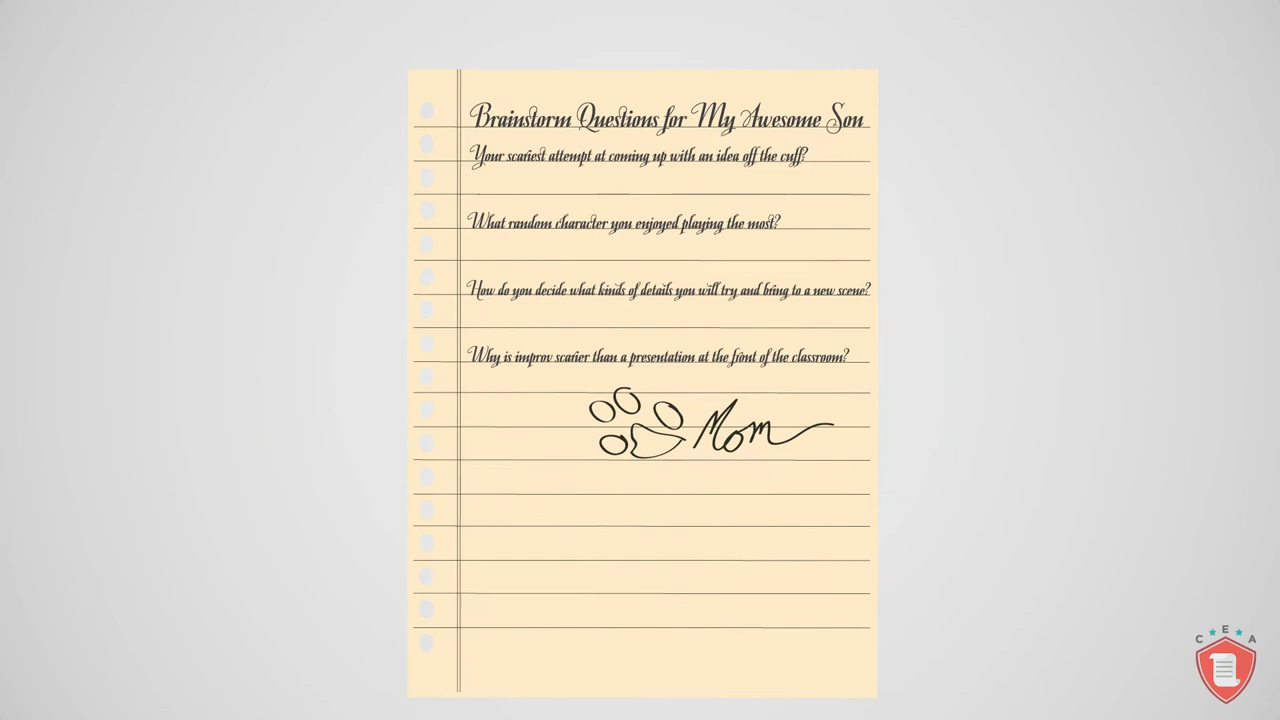 Brainstorm Questions for My Awesome Son
Your scariest attempt at coming up with an idea off the cuff?
What random character you enjoyed playing the most?
How do you decide what kinds of details you will try and bring to a new scene?
Why is improv scarier than a presentation at the front of the classroom?
Mom
C E A